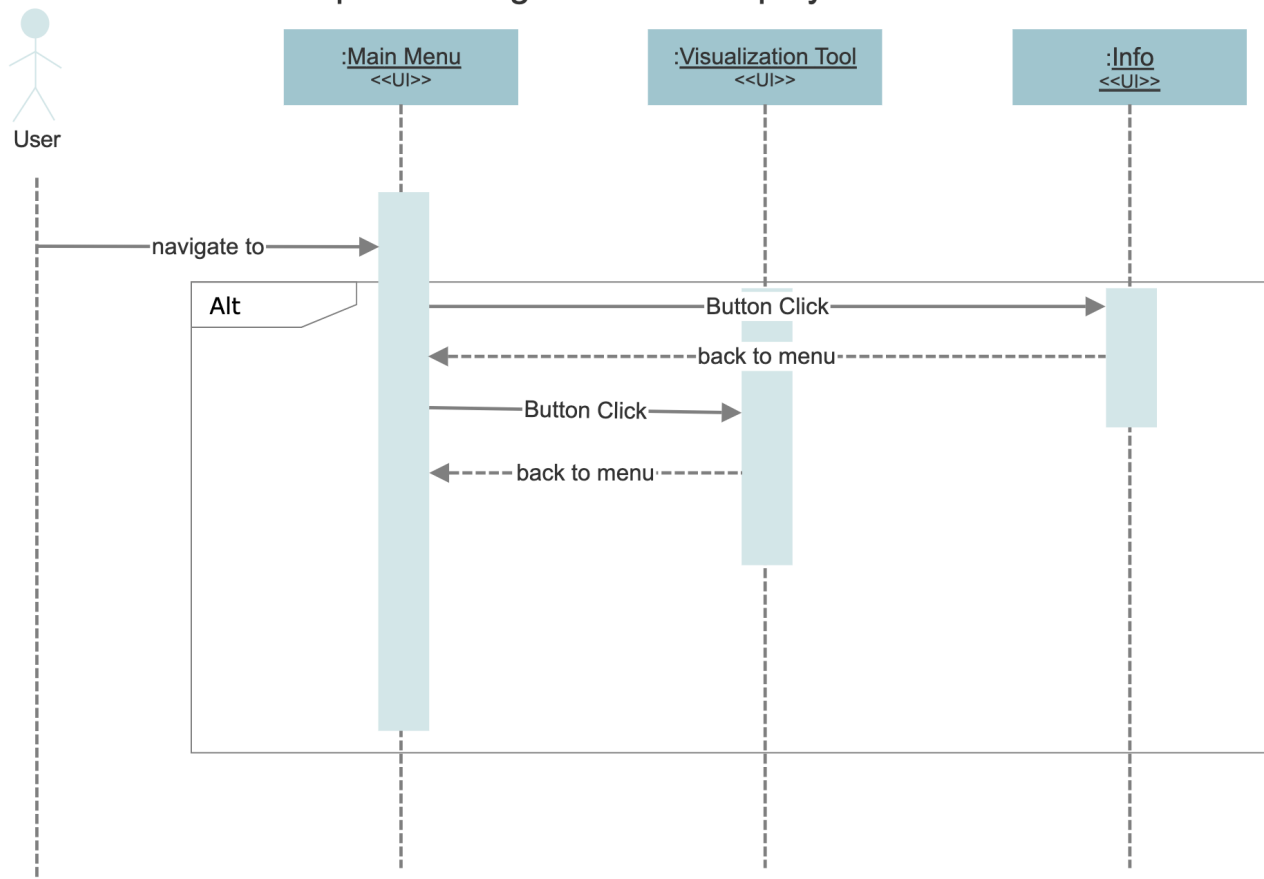 :Main Menu
<<UI>>
:Visualization Tool
<<UI>>
:Info
<<UI>>
User
navigate to
Alt
Button Click
back to menu
Button Click
back to menu